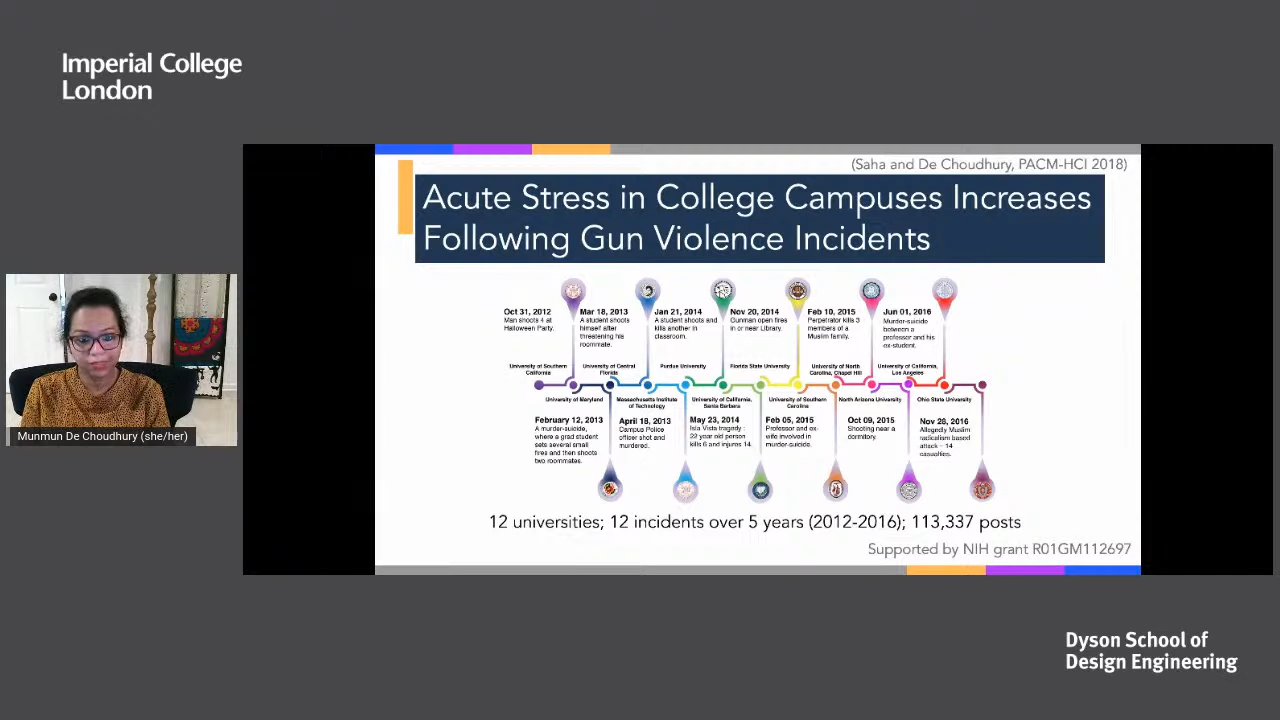 Imperial College
London
(Saha and De Choudhury, PACM-HCI 2018)
Acute Stress in College Campuses Increases
Following Gun Violence Incidents
Oct 31, 2012
Man shoots 4 at
Halloween Party.
Mar 18, 2013
A student shoots
himself after
threatening his
roommate.
Jan 21, 2014
A student shoots and
kills another in
classroom.
Nov 20, 2014
Gunman open fires
in or near Library.
Feb 10, 2015
Perpetrator kills 3
members of a
Muslim family.
Jun 01, 2016
Murder-suicide
between a
professor and his
ex-student.
University of Southern
California
University of Central
Florida
Purdue University
Florida State University
University of North
Carolina, Chapel Hill
University of California,
Los Angeles
University of Maryland
Massachusetts Institute
of Technology
University of California,
Santa Barbara
University of Southern
Carolina
North Arizona University
Ohio State University
February 12, 2013
A murder-suicide,
where a grad student
sets several small
fires and then shoots
two roommates.
April 18, 2013
Campus Police
officer shot and
murdered.
May 23, 2014
Isla Vista tragedy :
22 year old person
kills 6 and injures 14.
Feb 05, 2015
Professor and ex-
wife involved in
murder-suicide.
Oct 09, 2015
Shooting near a
dormitory.
Nov 28, 2016
Allegedly Muslim
radicalism based
attack – 14
casualties.
12 universities; 12 incidents over 5 years (2012-2016); 113,337 posts
Supported by NIH grant R01GM112697
Munmun De Choudhury (she/her)
Dyson School of
Design Engineering